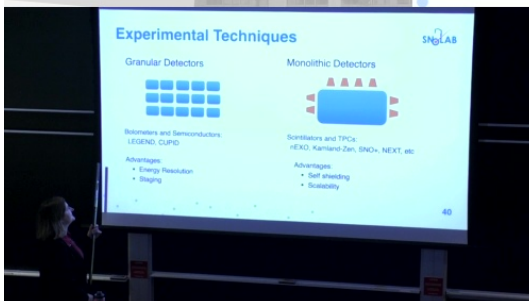 Experimental Techniques
SNOLAB
Granular Detectors
Bolometers and Semiconductors:
LEGEND, CUPID
Advantages:
• Energy Resolution
• Staging
Monolithic Detectors
Scintillators and TPCs:
nEXO, Kamland-Zen, SNO+, NEXT, etc
Advantages:
• Self shielding
• Scalability
40